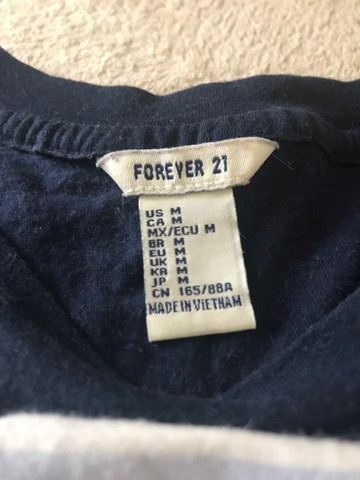 FOREVER 21
US M
CA M
MX/ECU M
BR M
EU M
UK M
KR M
JP M
CN 165/88A
MADE IN VIETNAM